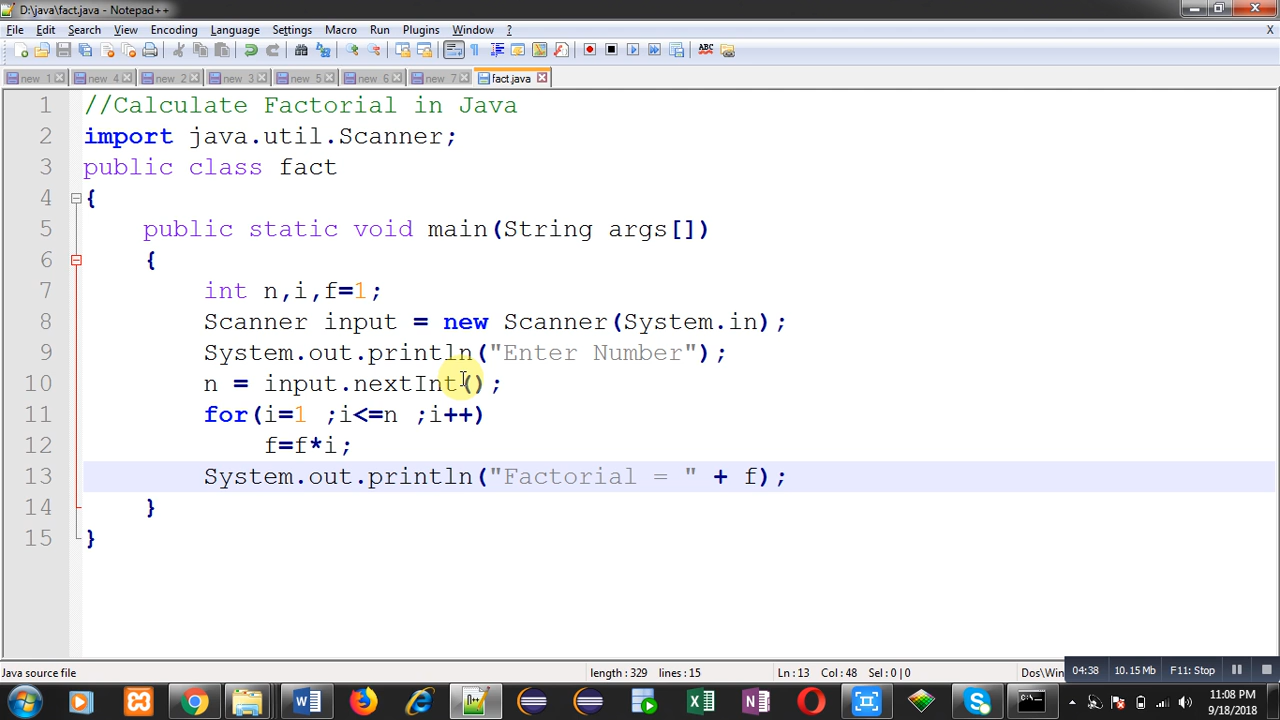 D:\java\fact.java - Notepad++
File Edit Search View Encoding Language Settings Macro Run Plugins Window ? X
new 1 new 4 new 2 new 3 new 5 new 6 new 7 fact.java
1 //Calculate Factorial in Java
2 import java.util.Scanner;
3 public class fact
4 {
5 public static void main(String args[])
6 {
7 int n,i,f=1;
8 Scanner input = new Scanner(System.in);
9 System.out.println("Enter Number");
10 n = input.nextInt();
11 for(i=1 ;i<=n ;i++)
12 f=f*i;
13 System.out.println("Factorial = " + f);
14 }
15 }
Java source file length : 329 lines : 15 Ln : 13 Col : 48 Sel : 0 | 0 Dos\Win 04:38 10.15 Mb F11: Stop
11:08 PM
9/18/2018